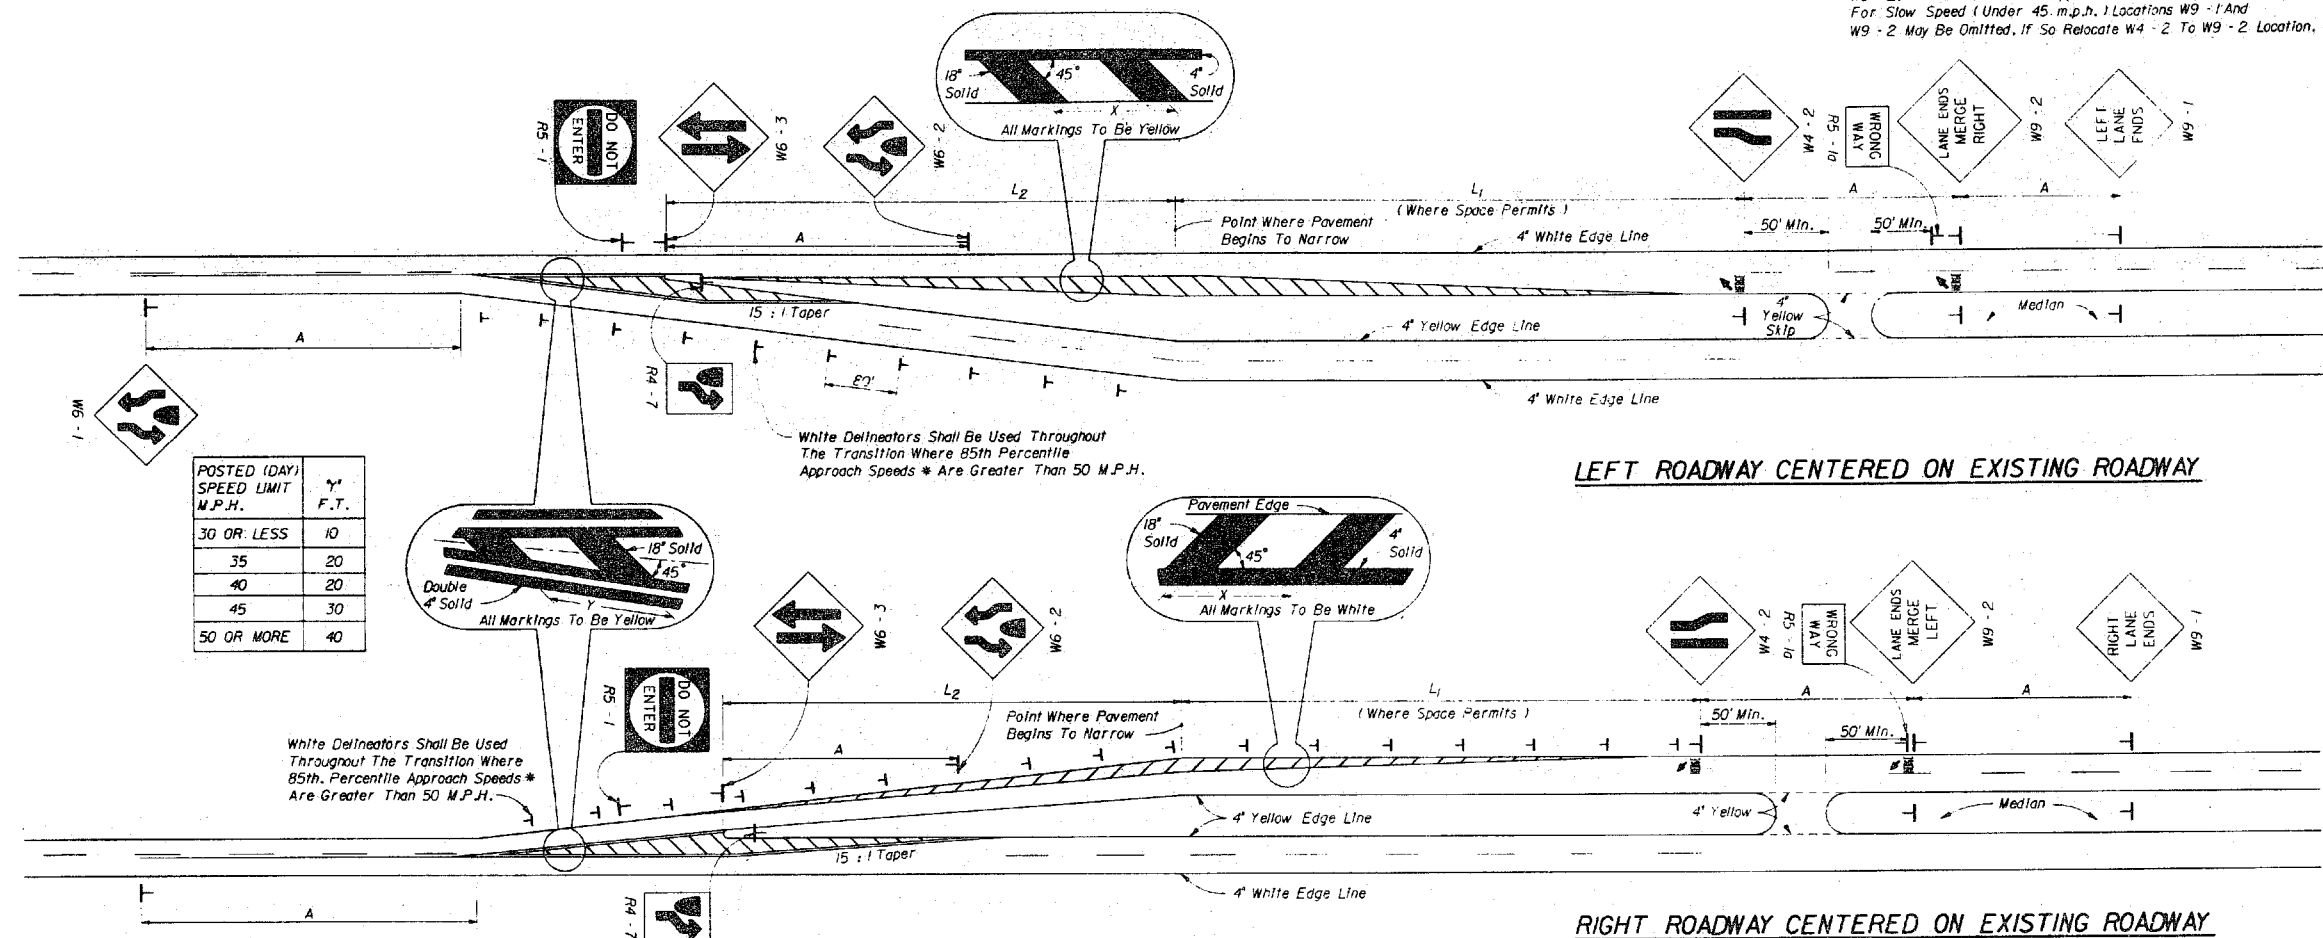 For Slow Speed ( Under 45 m.p.h. ) Locations W9 - 1 And
W9 - 2 May Be Omitted, If So Relocate W4 - 2 To W9 - 2 Location.
18" Solid
45°
4" Solid
X
All Markings To Be Yellow
DO NOT ENTER
R5 - 1
W6 - 3
W6 - 2
W4 - 2
R5 - 1a
WRONG WAY
LANE ENDS MERGE RIGHT
W9 - 2
LEFT LANE ENDS
W9 - 1
L2
L1
A
A
( Where Space Permits )
Point Where Pavement
Begins To Narrow
A
4" White Edge Line
50' Min.
50' Min.
15 : 1 Taper
4" Yellow Edge Line
4" Yellow Skip
Median
A
R4 - 7
80'
W6 - 1
4" White Edge Line
White Delineators Shall Be Used Throughout
The Transition Where 85th Percentile
Approach Speeds * Are Greater Than 50 M.P.H.
LEFT ROADWAY CENTERED ON EXISTING ROADWAY
POSTED (DAY) SPEED LIMIT M.P.H. "Y" F.T.
30 OR LESS 10
35 20
40 20
45 30
50 OR MORE 40
18" Solid
45°
Double
4" Solid
Y
All Markings To Be Yellow
Pavement Edge
18" Solid
45°
4" Solid
X
All Markings To Be White
DO NOT ENTER
R5 - 1
W6 - 3
W6 - 2
W4 - 2
R5 - 1a
WRONG WAY
LANE ENDS MERGE LEFT
W9 - 2
RIGHT LANE ENDS
W9 - 1
L2
L1
A
A
Point Where Pavement
Begins To Narrow
( Where Space Permits )
50' Min.
50' Min.
A
White Delineators Shall Be Used
Throughout The Transition Where
85th. Percentile Approach Speeds *
Are Greater Than 50 M.P.H.
4" Yellow Edge Line
4" Yellow
Median
15 : 1 Taper
4" White Edge Line
A
R4 - 7
RIGHT ROADWAY CENTERED ON EXISTING ROADWAY